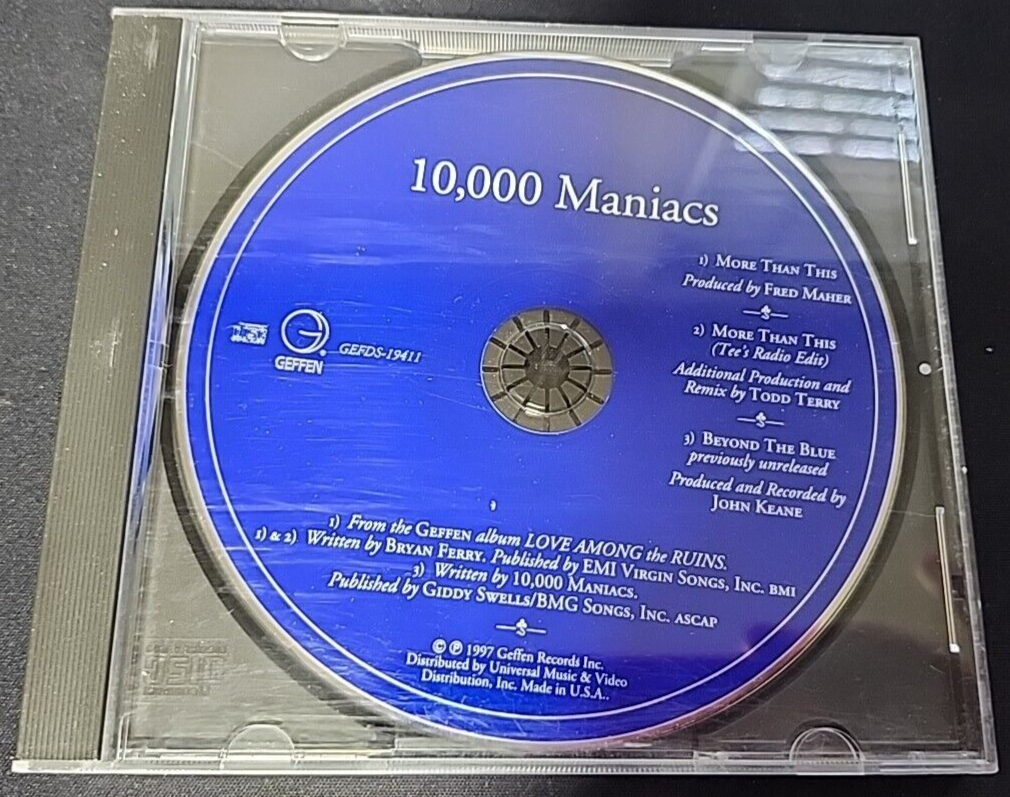 10,000 Maniacs
1) MORE THAN THIS
Produced by FRED MAHER
2) MORE THAN THIS
(Tee's Radio Edit)
Additional Production and
Remix by TODD TERRY
3) BEYOND THE BLUE
previously unreleased
Produced and Recorded by
JOHN KEANE
GEFFEN
GEFDS-19411
1) From the GEFFEN album LOVE AMONG the RUINS.
1) & 2) Written by BRYAN FERRY. Published by EMI VIRGIN SONGS, INC. BMI
3) Written by 10,000 MANIACS.
Published by GIDDY SWELLS/BMG SONGS, INC. ASCAP
© ℗ 1997 Geffen Records Inc.
Distributed by Universal Music & Video
Distribution, Inc. Made in U.S.A..